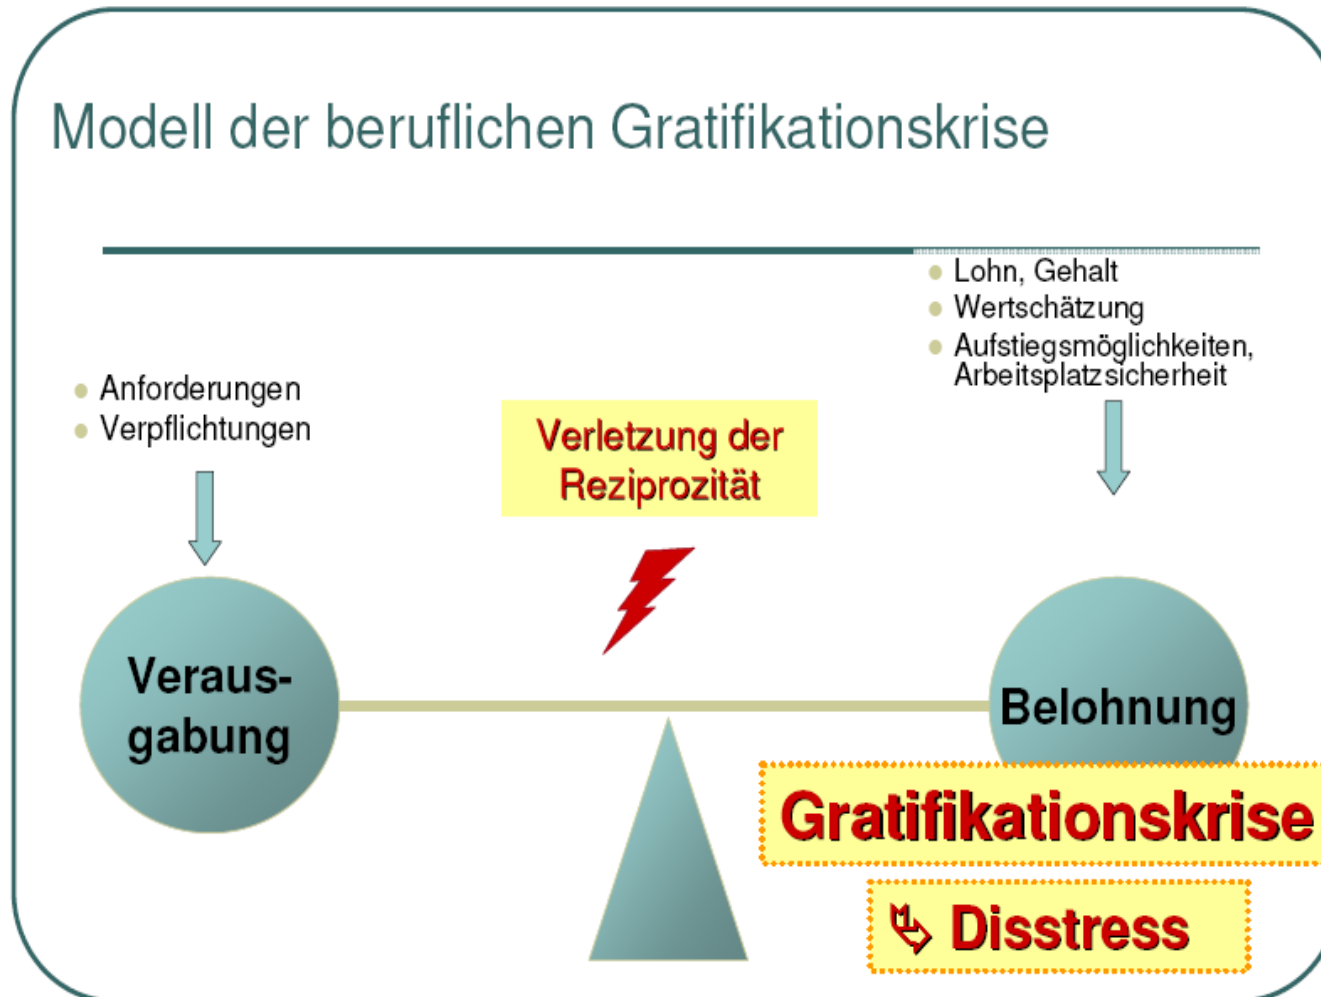 Modell der beruflichen Gratifikationskrise
Lohn, Gehalt
Wertschätzung
Aufstiegsmöglichkeiten,
Arbeitsplatzsicherheit
Anforderungen
Verpflichtungen
Verletzung der
Reziprozität
Veraus-
gabung
Belohnung
Gratifikationskrise
Disstress